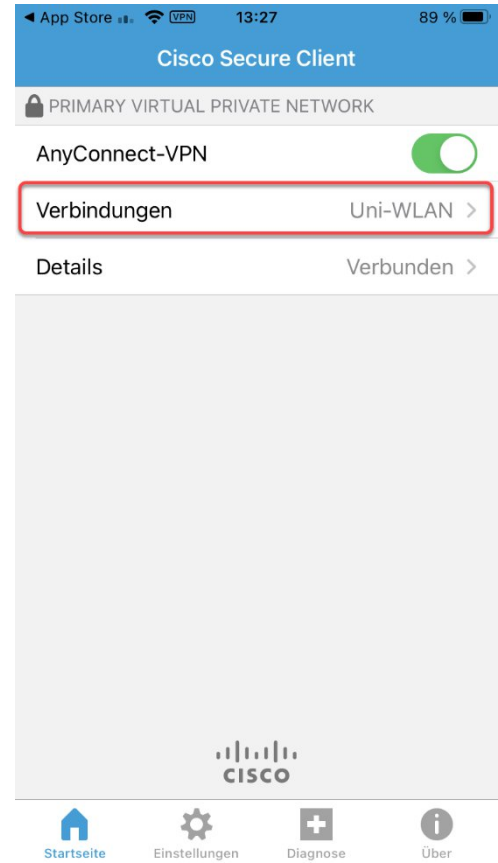 ◀ App Store VPN 13:27 89 %
Cisco Secure Client
PRIMARY VIRTUAL PRIVATE NETWORK
AnyConnect-VPN
Verbindungen Uni-WLAN >
Details Verbunden >
CISCO
Startseite Einstellungen Diagnose Über